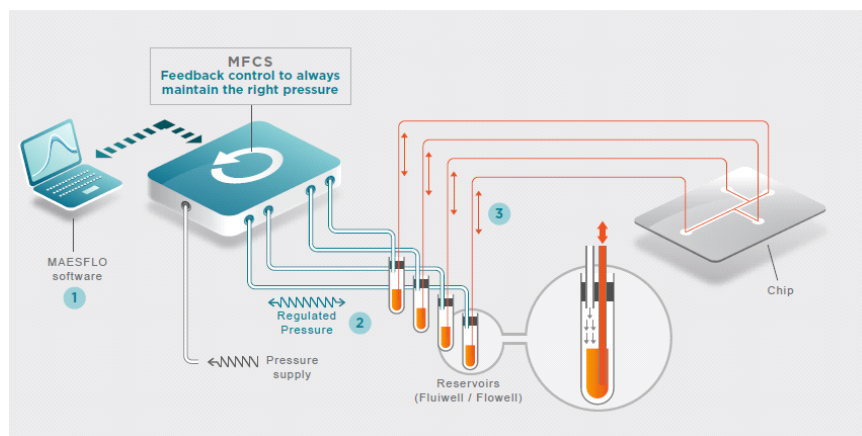 MFCS
Feedback control to always
maintain the right pressure
MAESFLO
software
1
Regulated
Pressure
2
Pressure
supply
3
Reservoirs
(Fluiwell / Flowell)
Chip